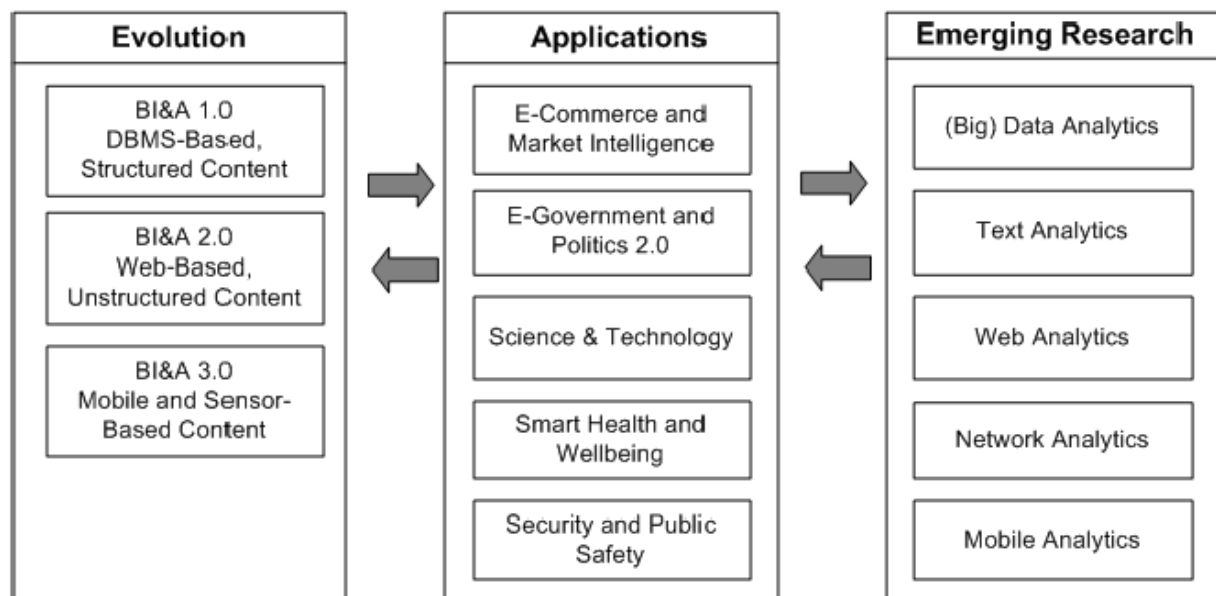 Evolution
BI&A 1.0
DBMS-Based,
Structured Content
BI&A 2.0
Web-Based,
Unstructured Content
BI&A 3.0
Mobile and Sensor-
Based Content
Applications
E-Commerce and
Market Intelligence
E-Government and
Politics 2.0
Science & Technology
Smart Health and
Wellbeing
Security and Public
Safety
Emerging Research
(Big) Data Analytics
Text Analytics
Web Analytics
Network Analytics
Mobile Analytics